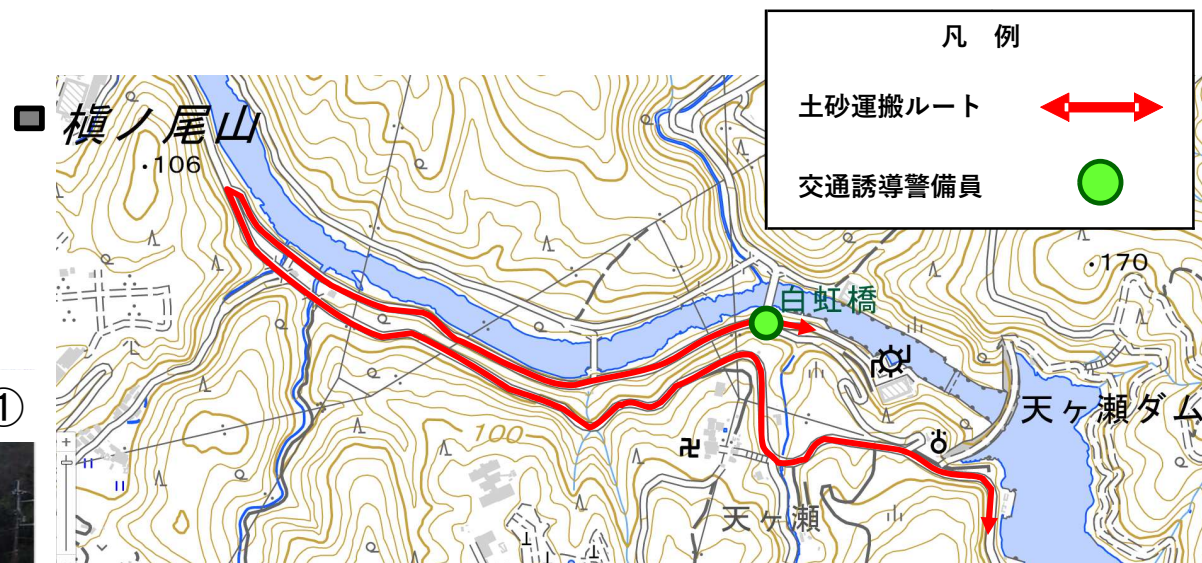 凡 例
土砂運搬ルート
交通誘導警備員
槇ノ尾山
・106
・170
白虹橋
天ヶ瀬ダム
①
100
天ヶ瀬